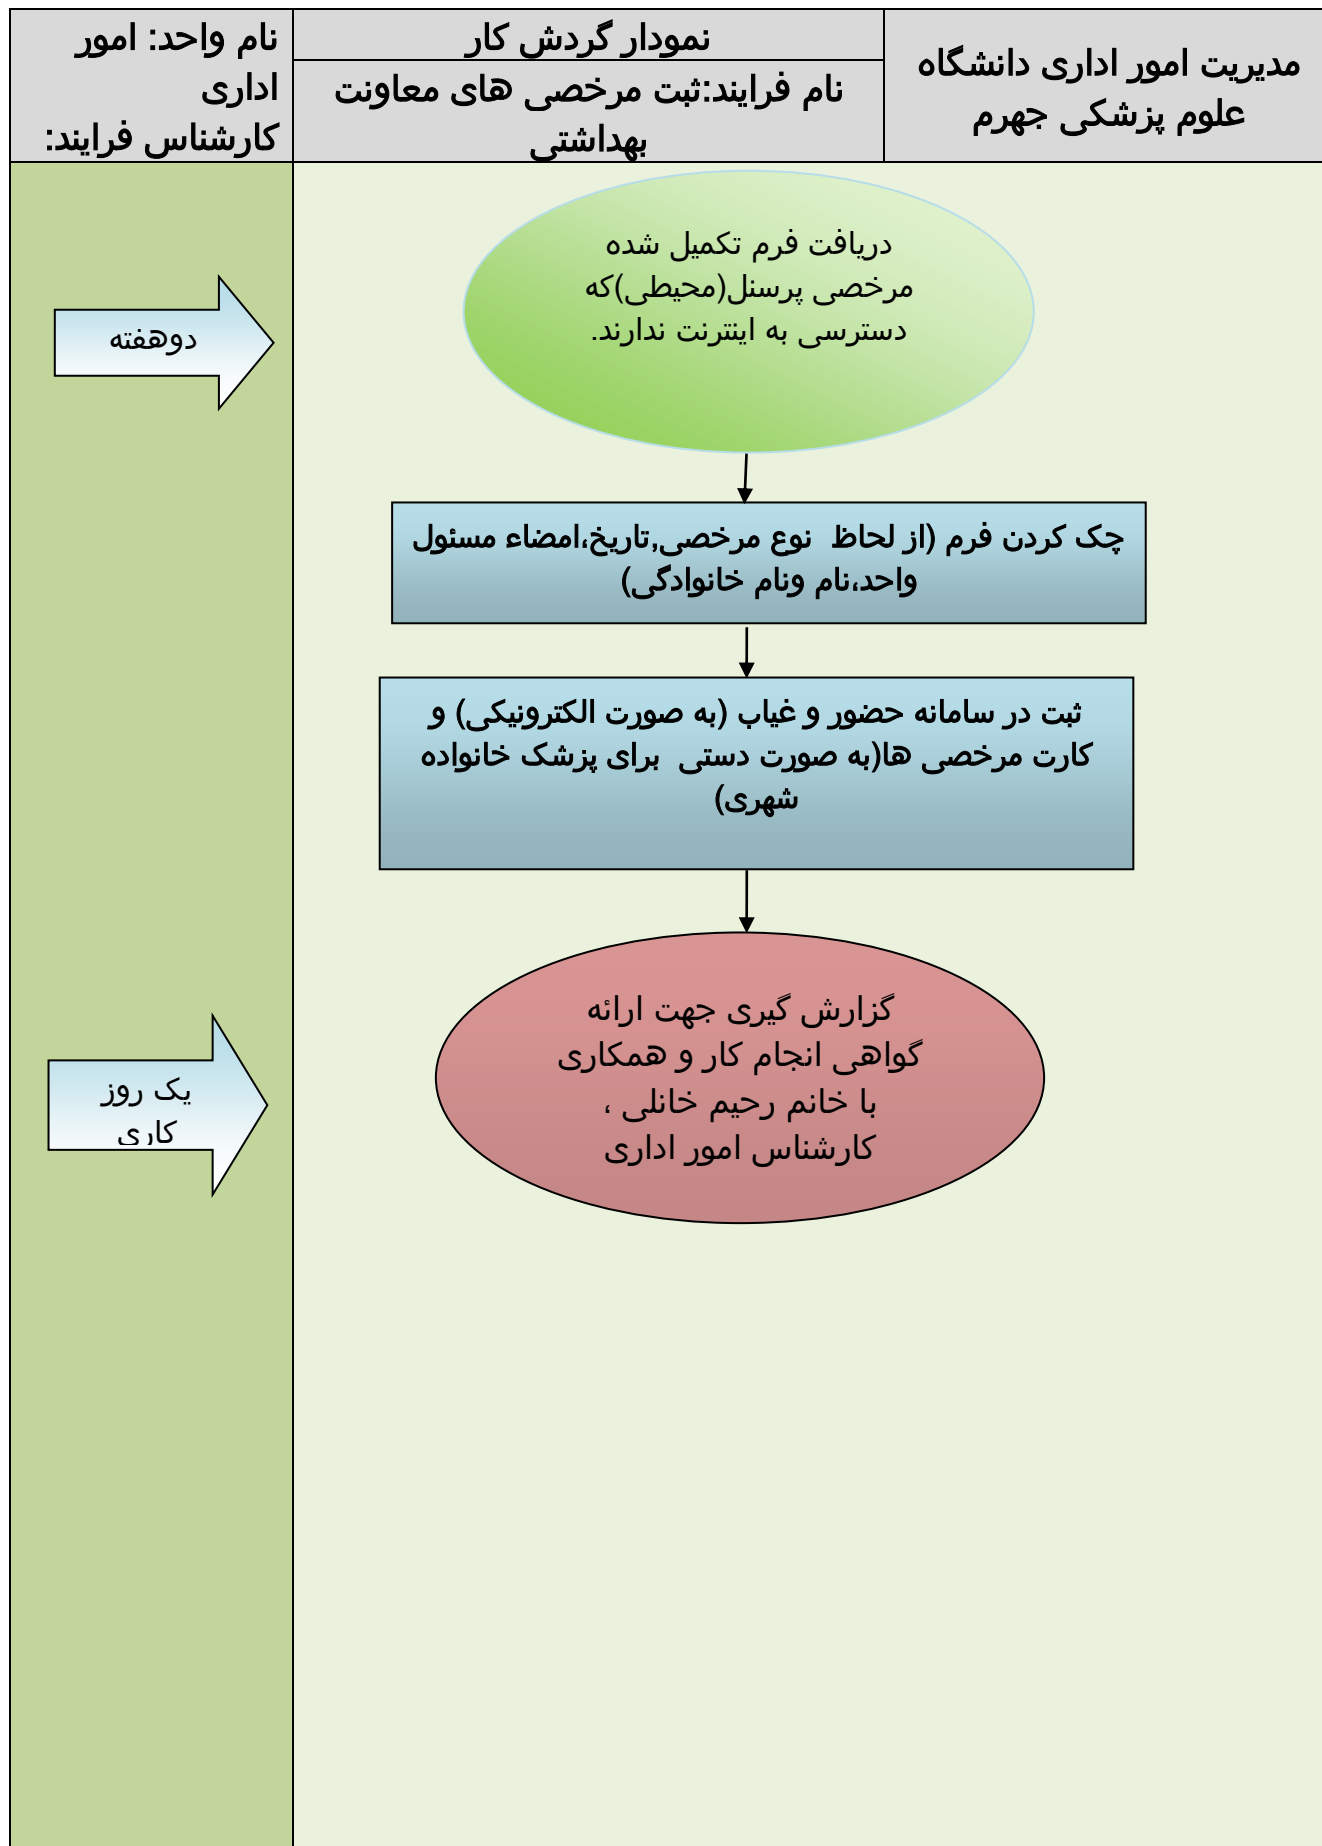 مدیریت امور اداری دانشگاه
علوم پزشکی جهرم
نمودار گردش کار
نام فرایند:ثبت مرخصی های معاونت
بهداشتی
نام واحد: امور
اداری
کارشناس فرایند:
دریافت فرم تکمیل شده
مرخصی پرسنل(محیطی)که
دسترسی به اینترنت ندارند.
دوهفته
چک کردن فرم (از لحاظ  نوع مرخصی,تاریخ،امضاء مسئول
واحد،نام ونام خانوادگی)
ثبت در سامانه حضور و غیاب (به صورت الکترونیکی) و
کارت مرخصی ها(به صورت دستی  برای پزشک خانواده
شهری)
گزارش گیری جهت ارائه
گواهی انجام کار و همکاری
با خانم رحیم خانلی ،
کارشناس امور اداری
یک روز
کاری